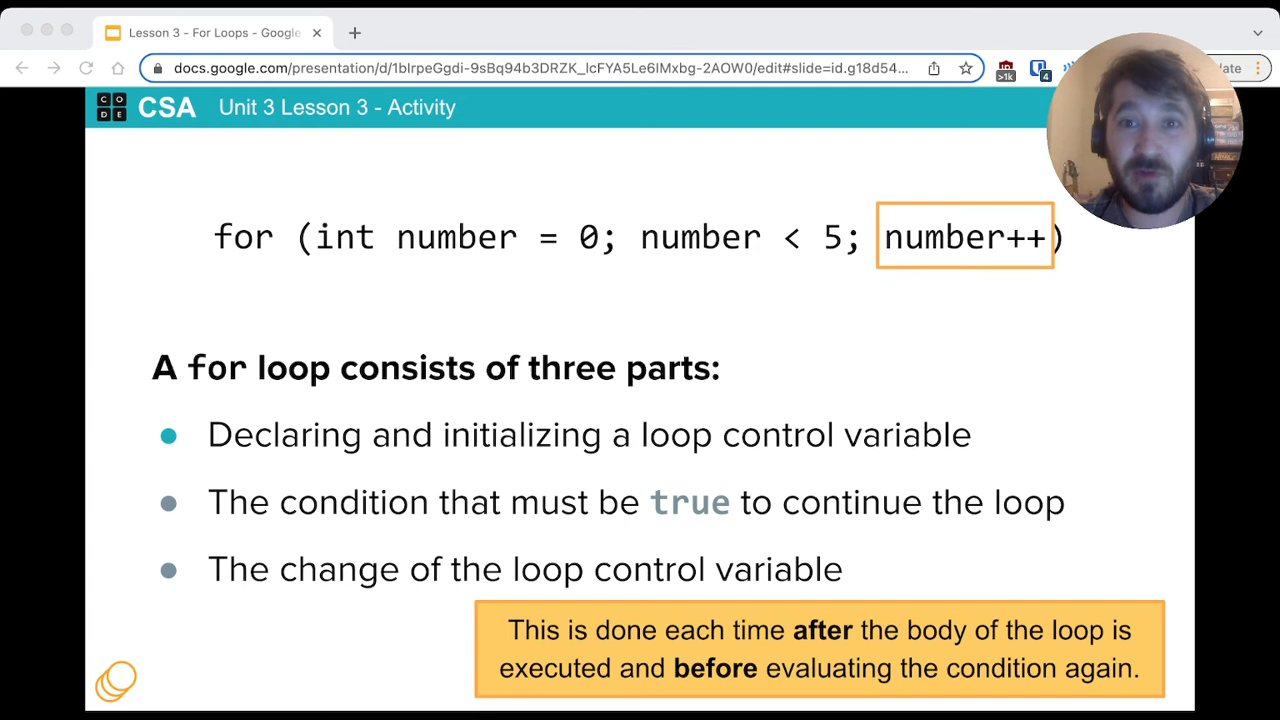 Lesson 3 - For Loops - Google
docs.google.com/presentation/d/1bIrpeGgdi-9sBq94b3DRZK_IcFYA5Le6IMxbg-2AOW0/edit#slide=id.g18d54...
>1k
4
CODE
CSA
Unit 3 Lesson 3 - Activity
for (int number = 0; number < 5; number++)
A for loop consists of three parts:
Declaring and initializing a loop control variable
The condition that must be true to continue the loop
The change of the loop control variable
This is done each time after the body of the loop is
executed and before evaluating the condition again.